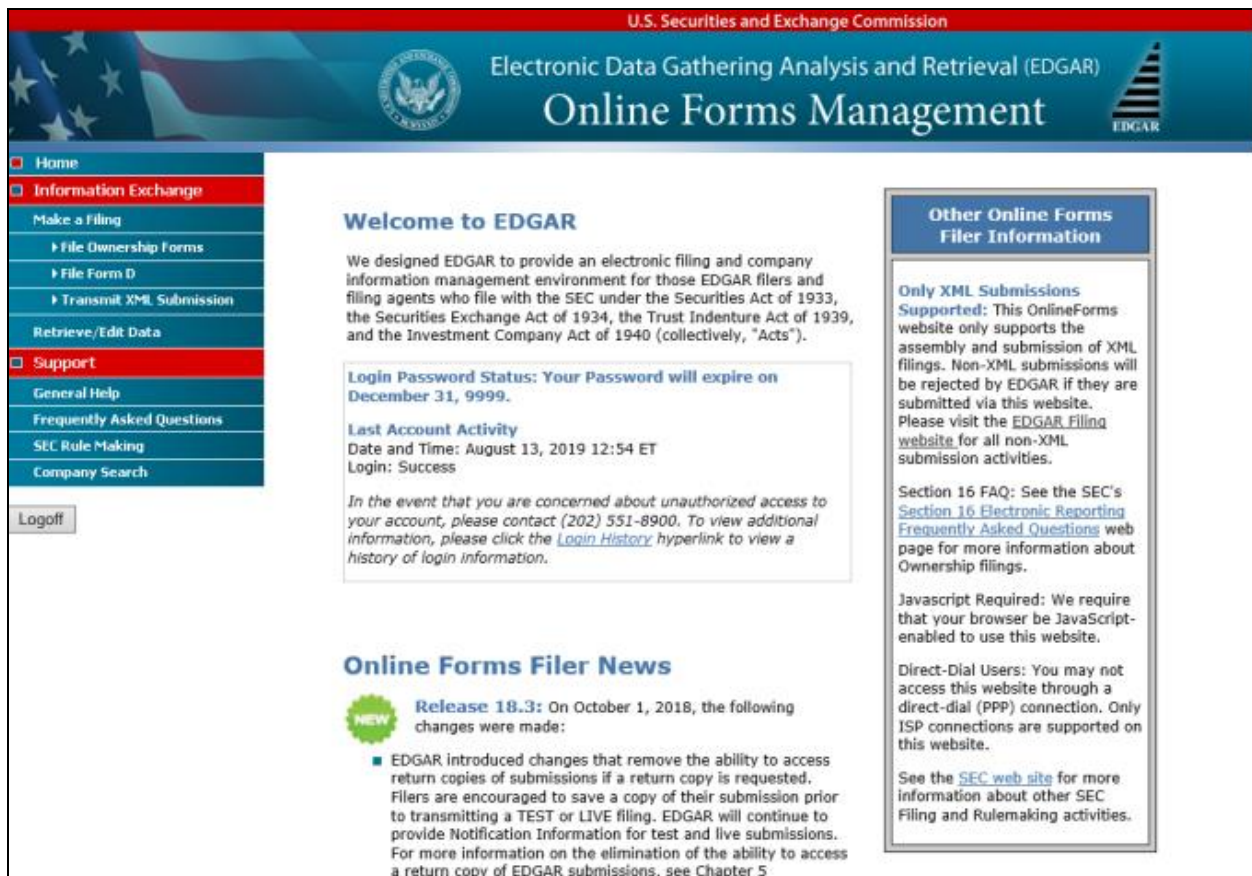 U.S. Securities and Exchange Commission
Electronic Data Gathering Analysis and Retrieval (EDGAR)
Online Forms Management
EDGAR
Home
Information Exchange
Make a Filing
File Ownership Forms
File Form D
Transmit XML Submission
Retrieve/Edit Data
Support
General Help
Frequently Asked Questions
SEC Rule Making
Company Search
Logoff
Welcome to EDGAR
We designed EDGAR to provide an electronic filing and company
information management environment for those EDGAR filers and
filing agents who file with the SEC under the Securities Act of 1933,
the Securities Exchange Act of 1934, the Trust Indenture Act of 1939,
and the Investment Company Act of 1940 (collectively, "Acts").
Login Password Status: Your Password will expire on
December 31, 9999.
Last Account Activity
Date and Time: August 13, 2019 12:54 ET
Login: Success
In the event that you are concerned about unauthorized access to
your account, please contact (202) 551-8900. To view additional
information, please click the Login History hyperlink to view a
history of login information.
Online Forms Filer News
NEW
Release 18.3: On October 1, 2018, the following
changes were made:
EDGAR introduced changes that remove the ability to access
return copies of submissions if a return copy is requested.
Filers are encouraged to save a copy of their submission prior
to transmitting a TEST or LIVE filing. EDGAR will continue to
provide Notification Information for test and live submissions.
For more information on the elimination of the ability to access
a return copy of EDGAR submissions, see Chapter 5
Other Online Forms
Filer Information
Only XML Submissions
Supported: This OnlineForms
website only supports the
assembly and submission of XML
filings. Non-XML submissions will
be rejected by EDGAR if they are
submitted via this website.
Please visit the EDGAR Filing
website for all non-XML
submission activities.
Section 16 FAQ: See the SEC's
Section 16 Electronic Reporting
Frequently Asked Questions web
page for more information about
Ownership filings.
Javascript Required: We require
that your browser be JavaScript-
enabled to use this website.
Direct-Dial Users: You may not
access this website through a
direct-dial (PPP) connection. Only
ISP connections are supported on
this website.
See the SEC web site for more
information about other SEC
Filing and Rulemaking activities.